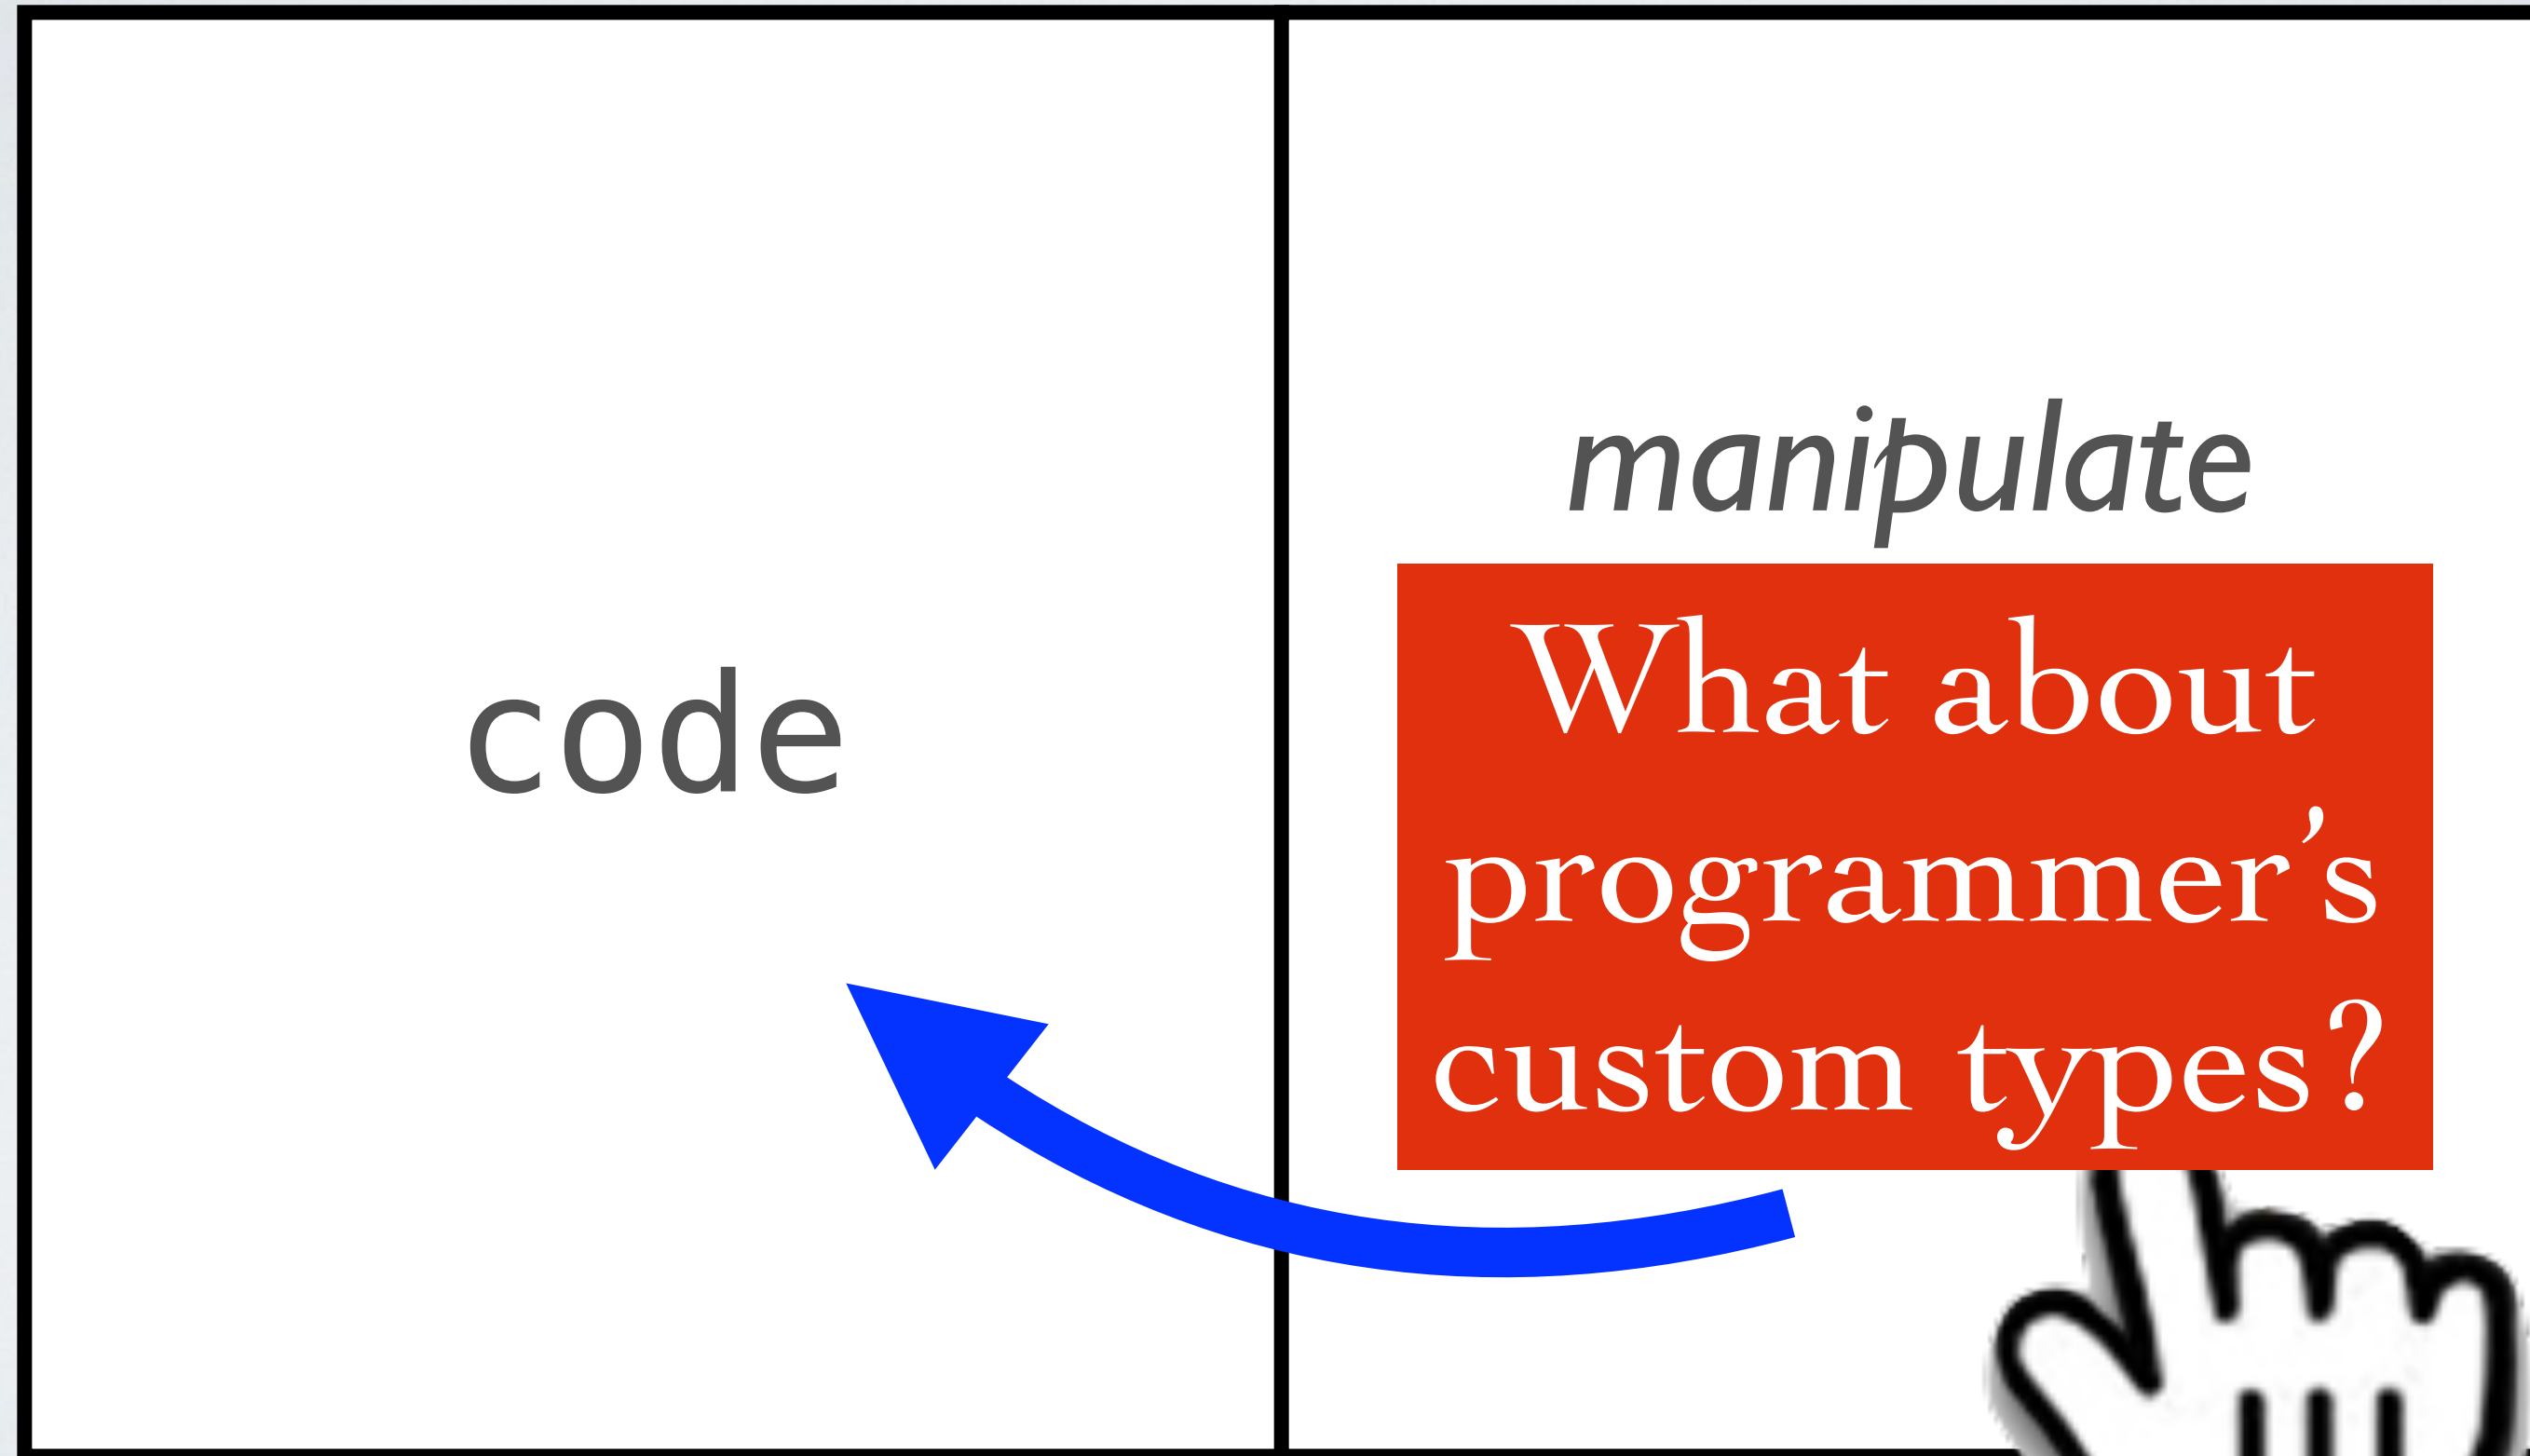 code
manipulate
What about
programmer’s
custom types?